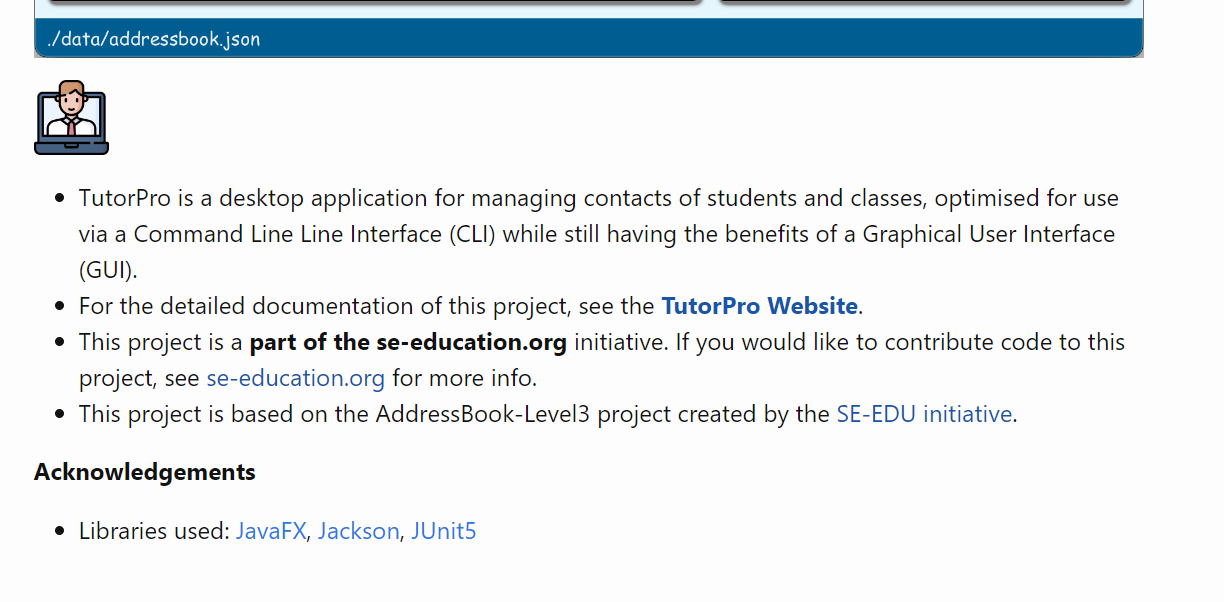 ./data/addressbook.json
TutorPro is a desktop application for managing contacts of students and classes, optimised for use
via a Command Line Line Interface (CLI) while still having the benefits of a Graphical User Interface
(GUI).
For the detailed documentation of this project, see the TutorPro Website.
This project is a part of the se-education.org initiative. If you would like to contribute code to this
project, see se-education.org for more info.
This project is based on the AddressBook-Level3 project created by the SE-EDU initiative.
Acknowledgements
Libraries used: JavaFX, Jackson, JUnit5